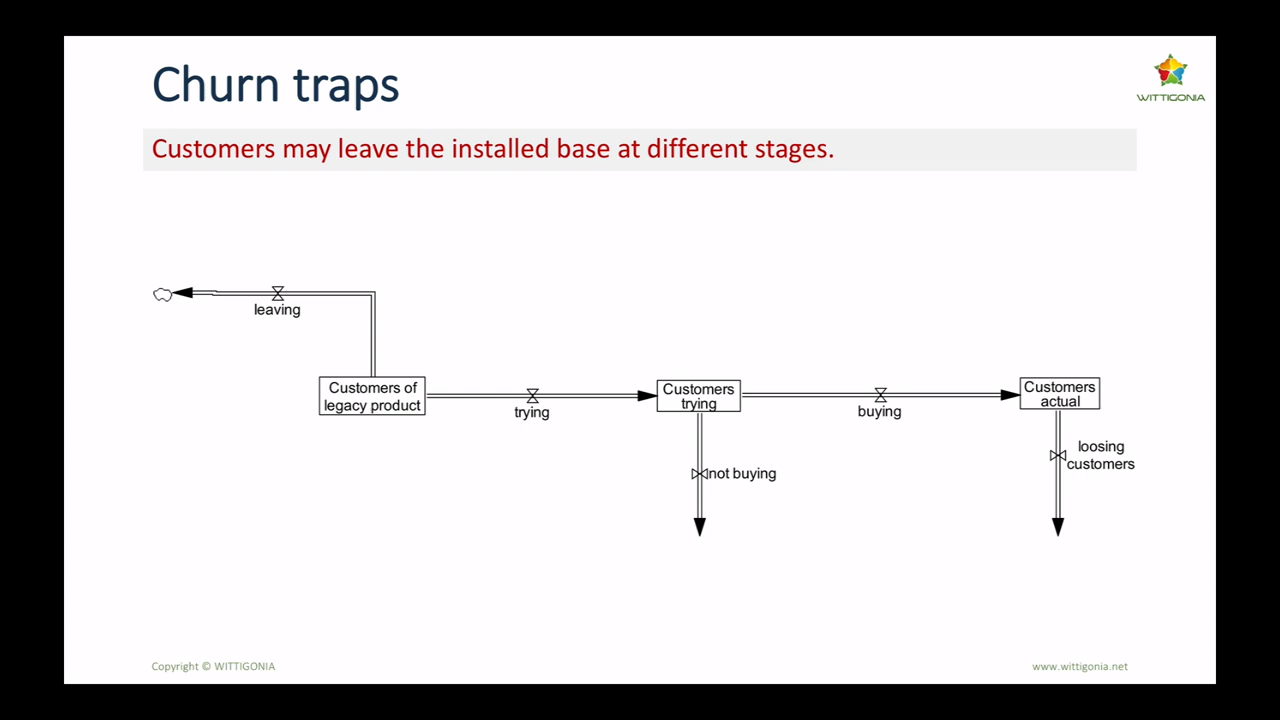 Churn traps
WITTIGONIA
Customers may leave the installed base at different stages.
leaving
Customers of
legacy product
trying
Customers
trying
buying
Customers
actual
loosing
customers
not buying
Copyright © WITTIGONIA
www.wittigonia.net